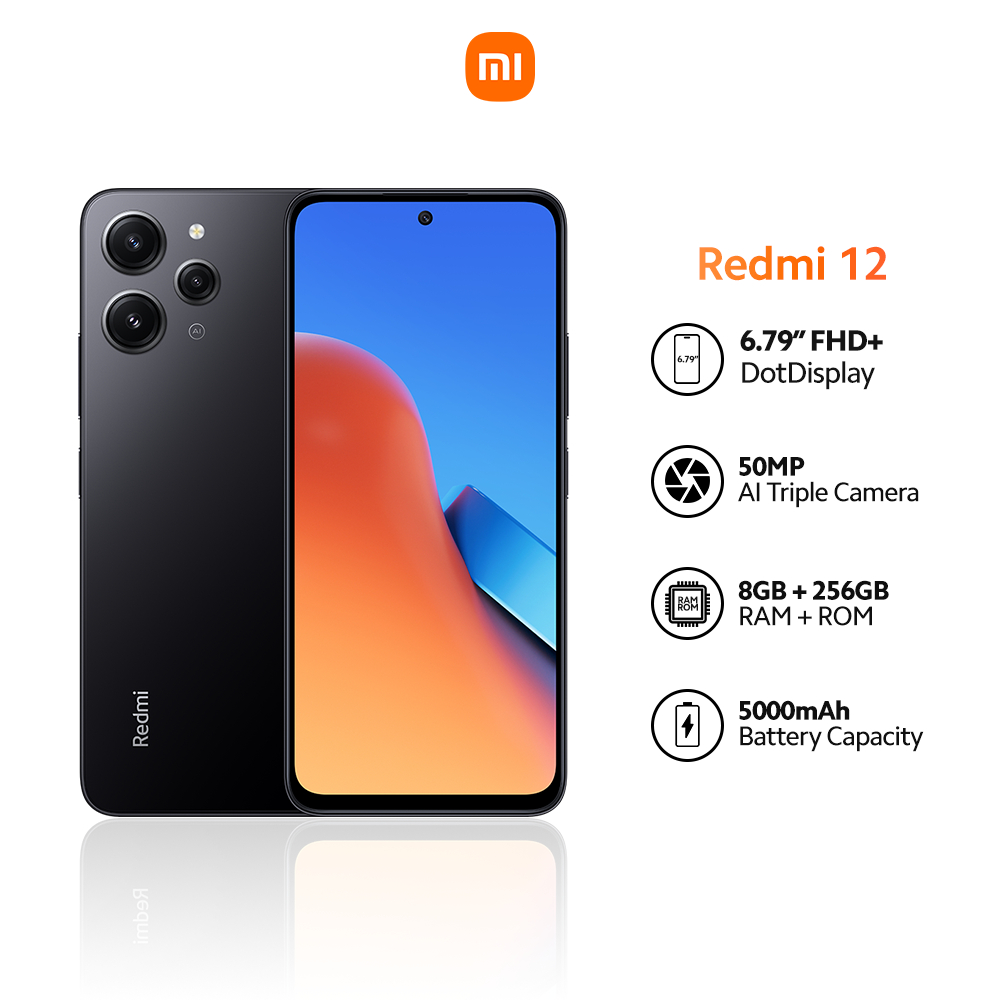 mi
Redmi 12
6.79"
6.79” FHD+
DotDisplay
50MP
AI Triple Camera
RAM
ROM
8GB + 256GB
RAM + ROM
5000mAh
Battery Capacity
AI
Redmi
Redmi